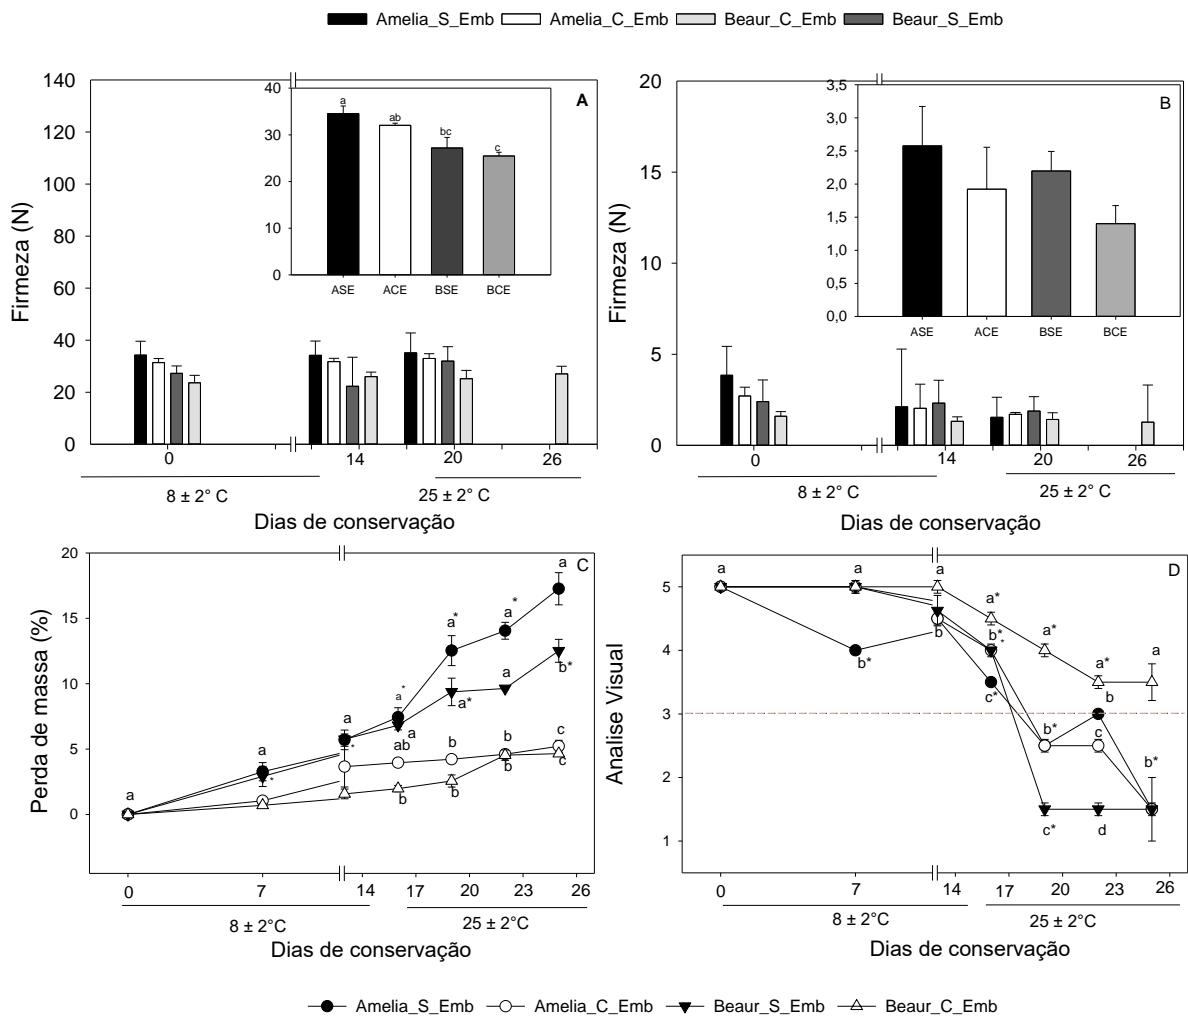 Amelia_S_Emb Amelia_C_Emb Beaur_C_Emb Beaur_S_Emb
A
Firmeza (N)
140
120
100
80
60
40
20
0
40
30
20
10
0
a
ab
bc
c
ASE ACE BSE BCE
0 14 20 26
8 ± 2° C 25 ± 2° C
Dias de conservação
B
Firmeza (N)
20
15
10
5
0
3,5
3,0
2,5
2,0
1,5
1,0
0,5
0,0
ASE ACE BSE BCE
0 14 20 26
8 ± 2° C 25 ± 2° C
Dias de conservação
C
Perda de massa (%)
20
15
10
5
0
a
a
a
a*
a
a*
a*
a*
a
a
b*
ab
b
b
c
b
b
b
c
0 7 14 17 20 23 26
8 ± 2°C 25 ± 2°C
Dias de conservação
D
Analise Visual
5
4
3
2
1
a
a
a
a*
a*
a*
a
b*
b
b*
c*
b*
b
c
c*
d
b*
0 7 14 17 20 23 26
8 ± 2°C 25 ± 2°C
Dias de conservação
Amelia_S_Emb Amelia_C_Emb Beaur_S_Emb Beaur_C_Emb